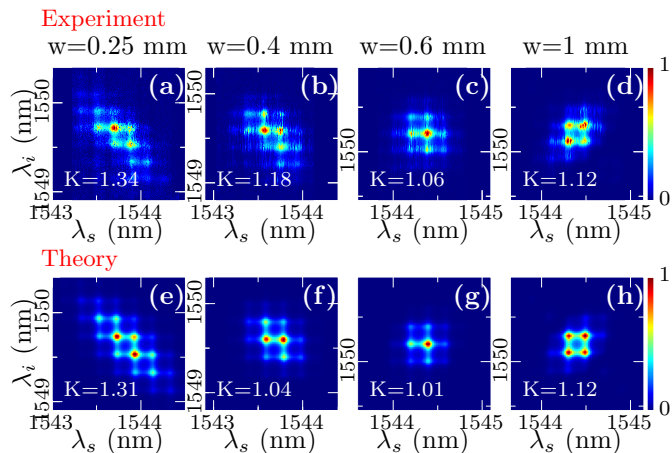 Experiment
w=0.25 mm w=0.4 mm w=0.6 mm w=1 mm
(a) (b) (c) (d)
1
0
λi (nm)
1550
1549
1550
1549
1550
1550
K=1.34 K=1.18 K=1.06 K=1.12
1543 1544 1543 1544 1544 1545 1544 1545
λs (nm) λs (nm) λs (nm) λs (nm)
Theory
(e) (f) (g) (h)
1
0
λi (nm)
1550
1549
1550
1549
1550
1550
K=1.31 K=1.04 K=1.01 K=1.12
1543 1544 1543 1544 1544 1545 1544 1545
λs (nm) λs (nm) λs (nm) λs (nm)